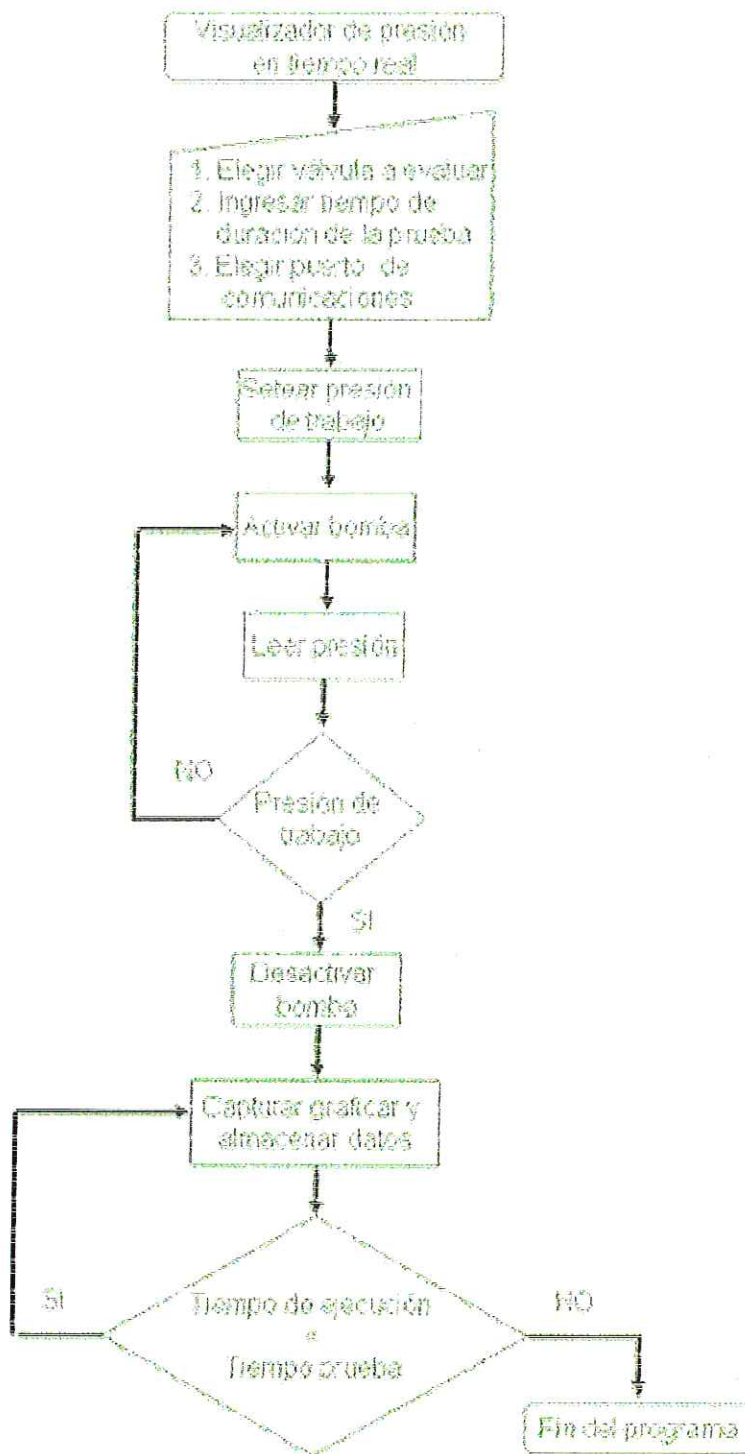 Visualizador de presión
en tiempo real
1. Elegir válvula a evaluar
2. Ingresar tiempo de
duración de la prueba
3. Elegir puerto de
comunicaciones
Setear presión
de trabajo
Activar bomba
Leer presión
NO
Presión de
trabajo
SI
Desactivar
bomba
Capturar graficar y
almacenar datos
SI
Tiempo de ejecución
NO
Tiempo prueba
Fin del programa